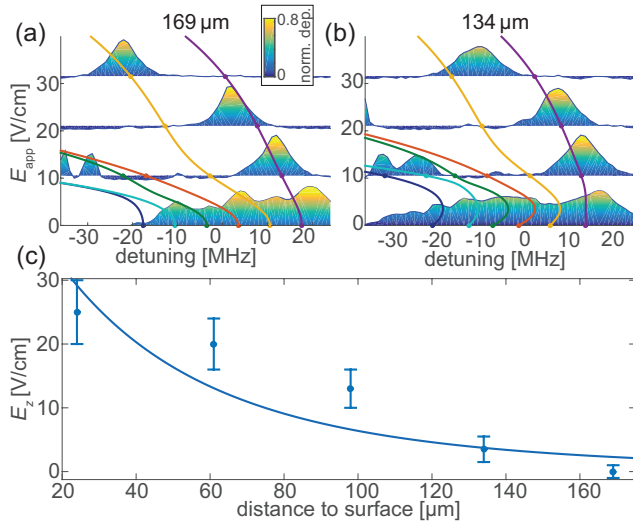 (a) 169 µm
0.8
0
norm. dep.
(b) 134 µm
E_app [V/cm]
30
20
10
0
30
20
10
0
-30 -20 -10 0 10 20
detuning [MHz]
-30 -20 -10 0 10 20
detuning [MHz]
(c)
E_z [V/cm]
30
20
10
0
20 40 60 80 100 120 140 160
distance to surface [µm]